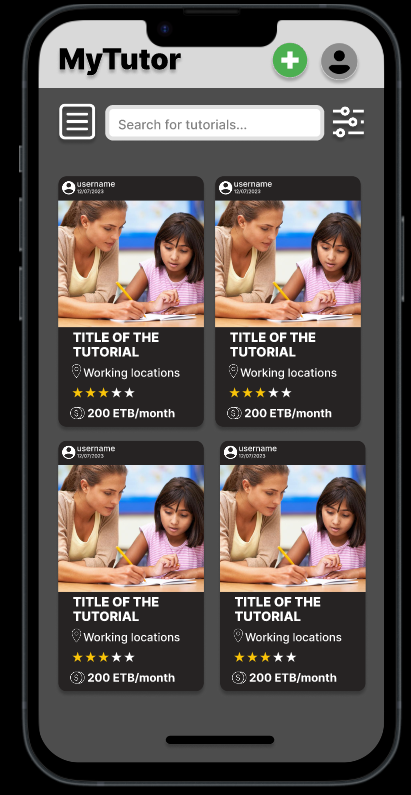 MyTutor
Search for tutorials...
username
12/07/2023
TITLE OF THE
TUTORIAL
Working locations
200 ETB/month
username
12/07/2023
TITLE OF THE
TUTORIAL
Working locations
200 ETB/month
username
12/07/2023
TITLE OF THE
TUTORIAL
Working locations
200 ETB/month
username
12/07/2023
TITLE OF THE
TUTORIAL
Working locations
200 ETB/month